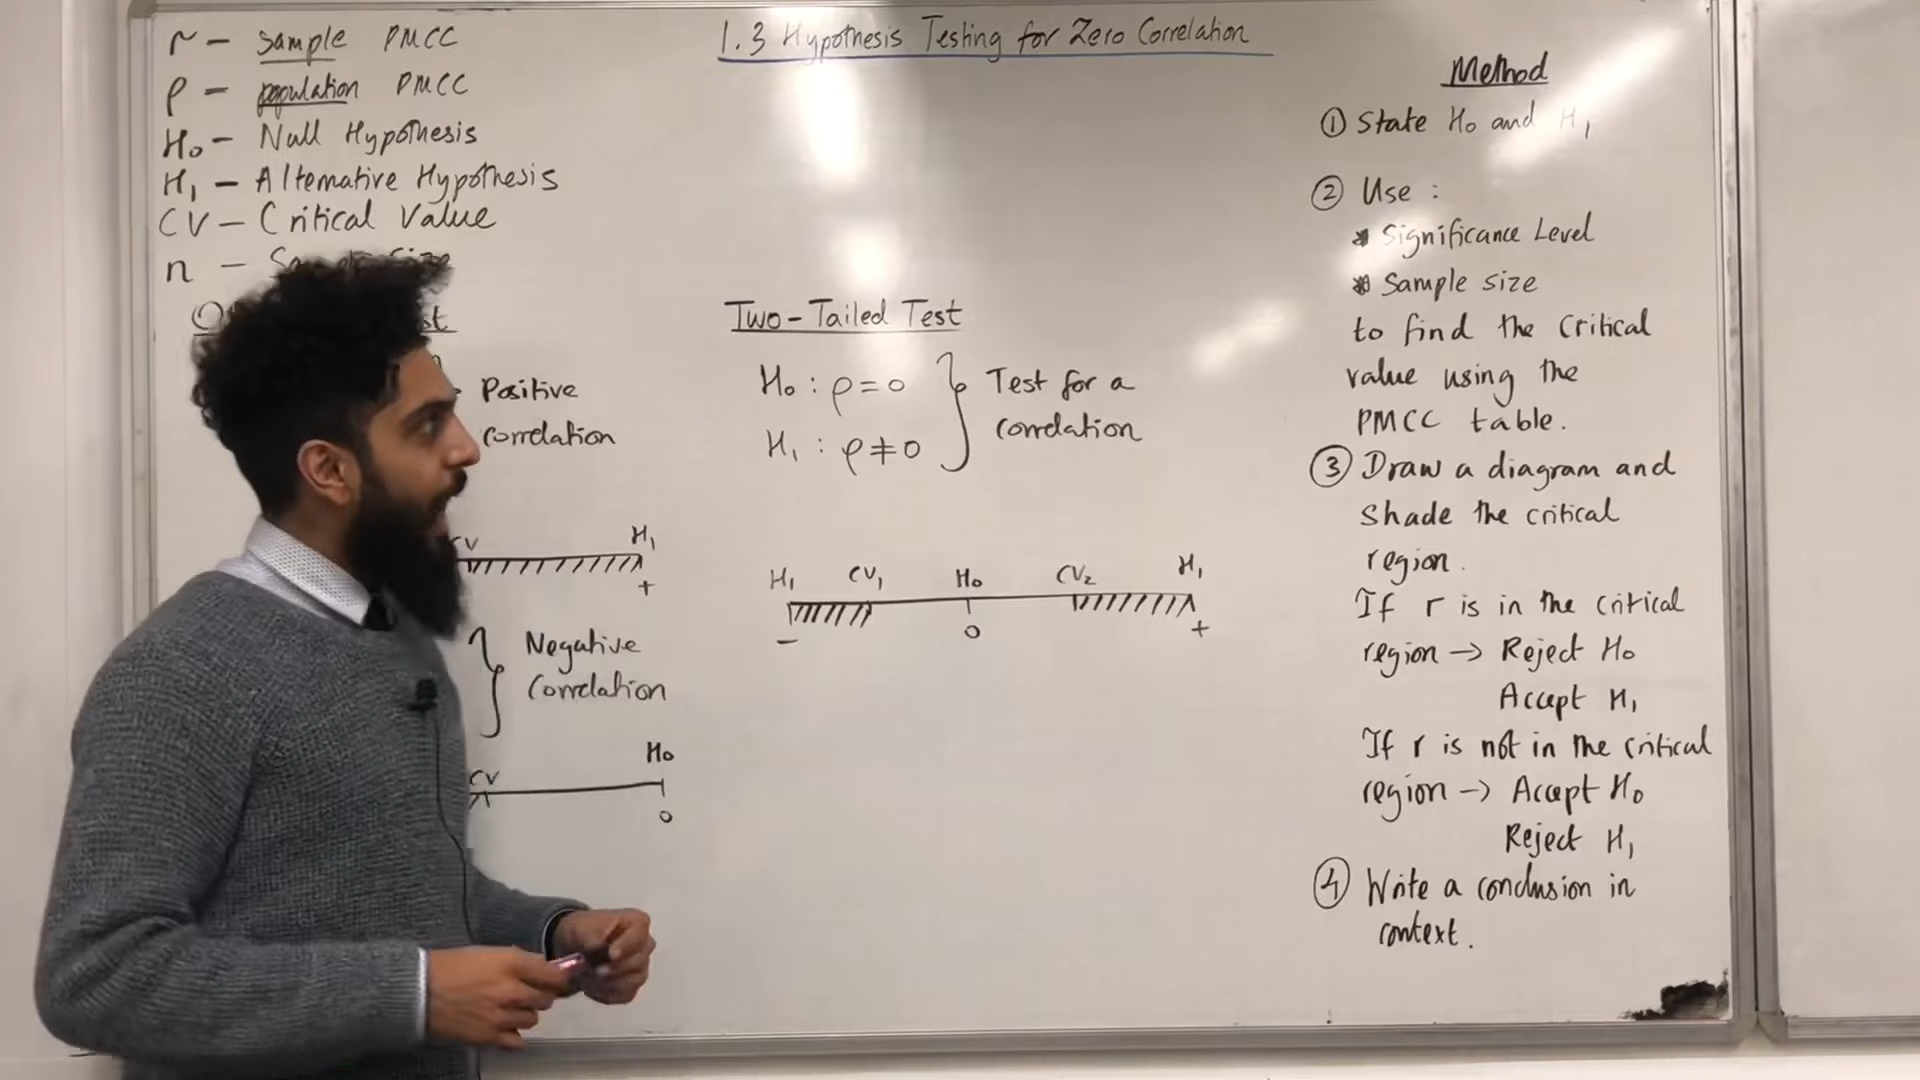 1.3 Hypothesis Testing for Zero Correlation
r – sample PMCC
ρ – population PMCC
H₀ – Null Hypothesis
H₁ – Alternative Hypothesis
CV – Critical Value
n – Size
Positive
Correlation
CV H₁
+
Negative
Correlation
CV H₀
0
Two-Tailed Test
H₀ : ρ = 0
H₁ : ρ ≠ 0
Test for a
correlation
H₁ CV₁ H₀ CV₂ H₁
– 0 +
Method
① State H₀ and H₁
② Use :
* Significance Level
* Sample size
to find the critical
value using the
PMCC table.
③ Draw a diagram and
shade the critical
region.
If r is in the critical
region → Reject H₀
Accept H₁
If r is not in the critical
region → Accept H₀
Reject H₁
④ Write a conclusion in
context.